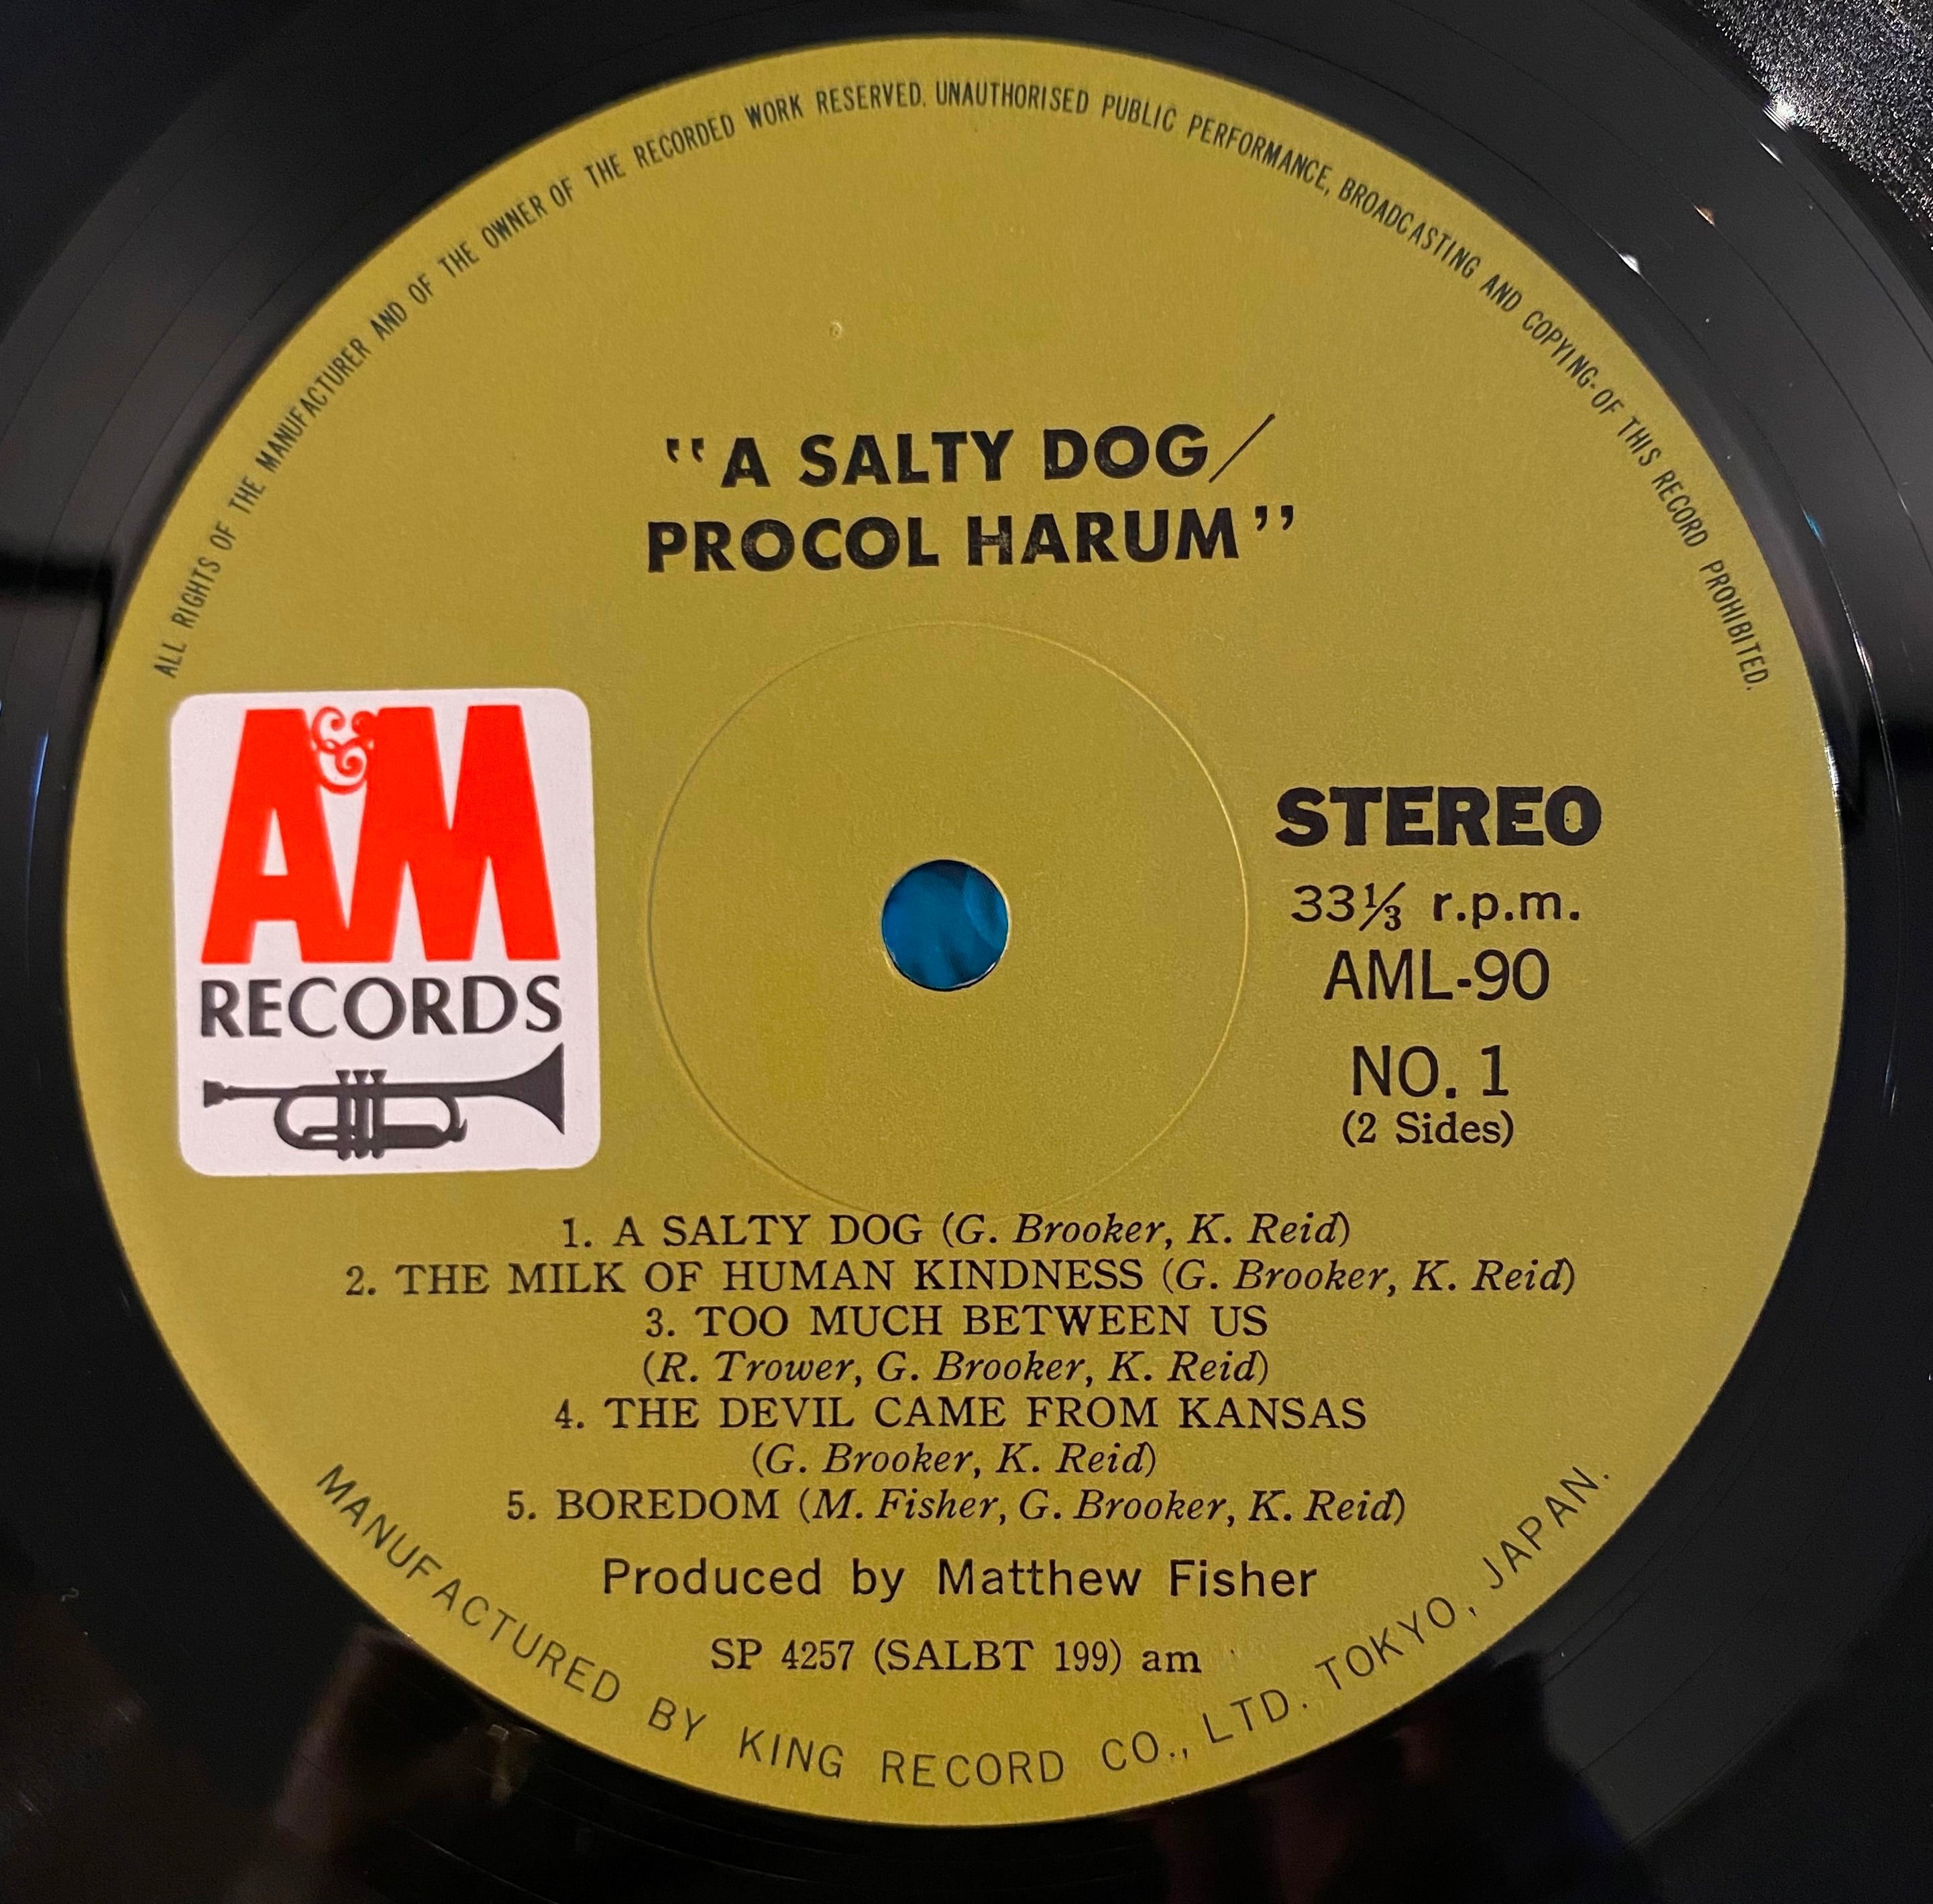 ALL RIGHTS OF THE MANUFACTURER AND OF THE OWNER OF THE RECORDED WORK RESERVED. UNAUTHORISED PUBLIC PERFORMANCE, BROADCASTING AND COPYING-OF THIS RECORD PROHIBITED.
"A SALTY DOG/
PROCOL HARUM"
A&M
RECORDS
STEREO
33⅓ r.p.m.
AML-90
NO. 1
(2 Sides)
1. A SALTY DOG (G. Brooker, K. Reid)
2. THE MILK OF HUMAN KINDNESS (G. Brooker, K. Reid)
3. TOO MUCH BETWEEN US
(R. Trower, G. Brooker, K. Reid)
4. THE DEVIL CAME FROM KANSAS
(G. Brooker, K. Reid)
5. BOREDOM (M. Fisher, G. Brooker, K. Reid)
Produced by Matthew Fisher
SP 4257 (SALBT 199) am
MANUFACTURED BY KING RECORD CO., LTD. TOKYO, JAPAN.